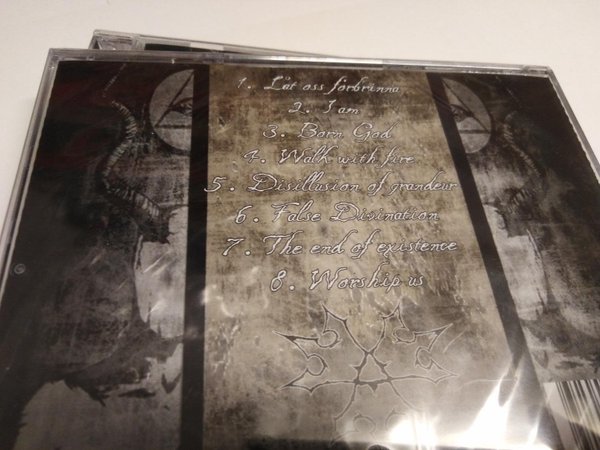 1. Låt oss förbrinna
2. I am
3. Born God
4. Walk with fire
5. Disillusion of grandeur
6. False Divination
7. The end of existence
8. Worship us